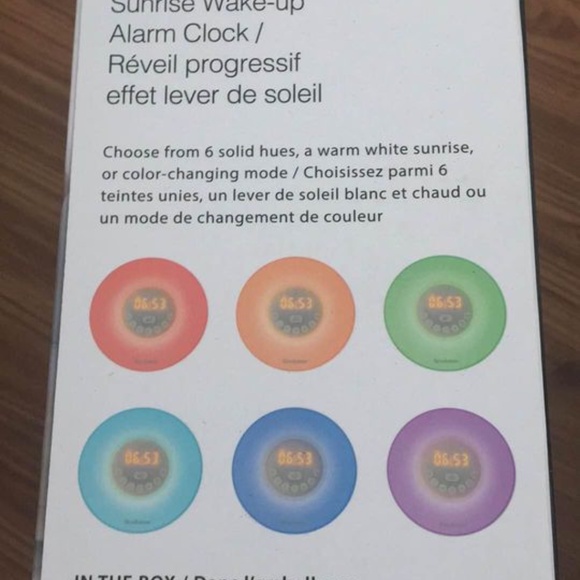 Sunrise Wake-up
Alarm Clock /
Réveil progressif
effet lever de soleil
Choose from 6 solid hues, a warm white sunrise,
or color-changing mode / Choisissez parmi 6
teintes unies, un lever de soleil blanc et chaud ou
un mode de changement de couleur
06:53 06:53 06:53
06:53 06:53 06:53
IN THE BOX / Dans l'emballage